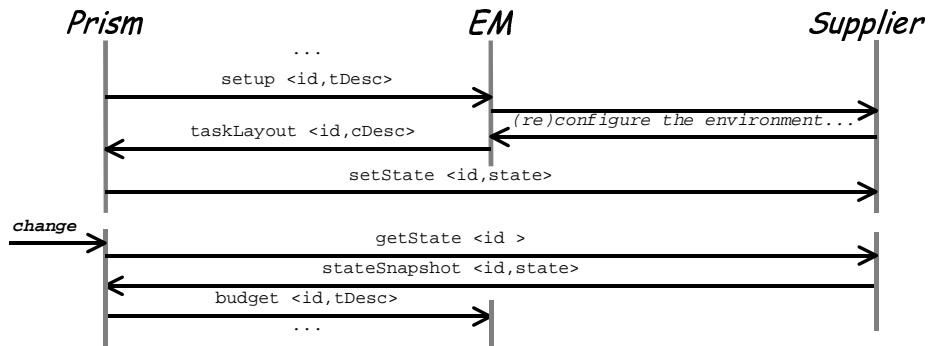 Prism EM Supplier
...
setup <id,tDesc>
(re)configure the environment...
taskLayout <id,cDesc>
setState <id,state>
change
getState <id >
stateSnapshot <id,state>
budget <id,tDesc>
...